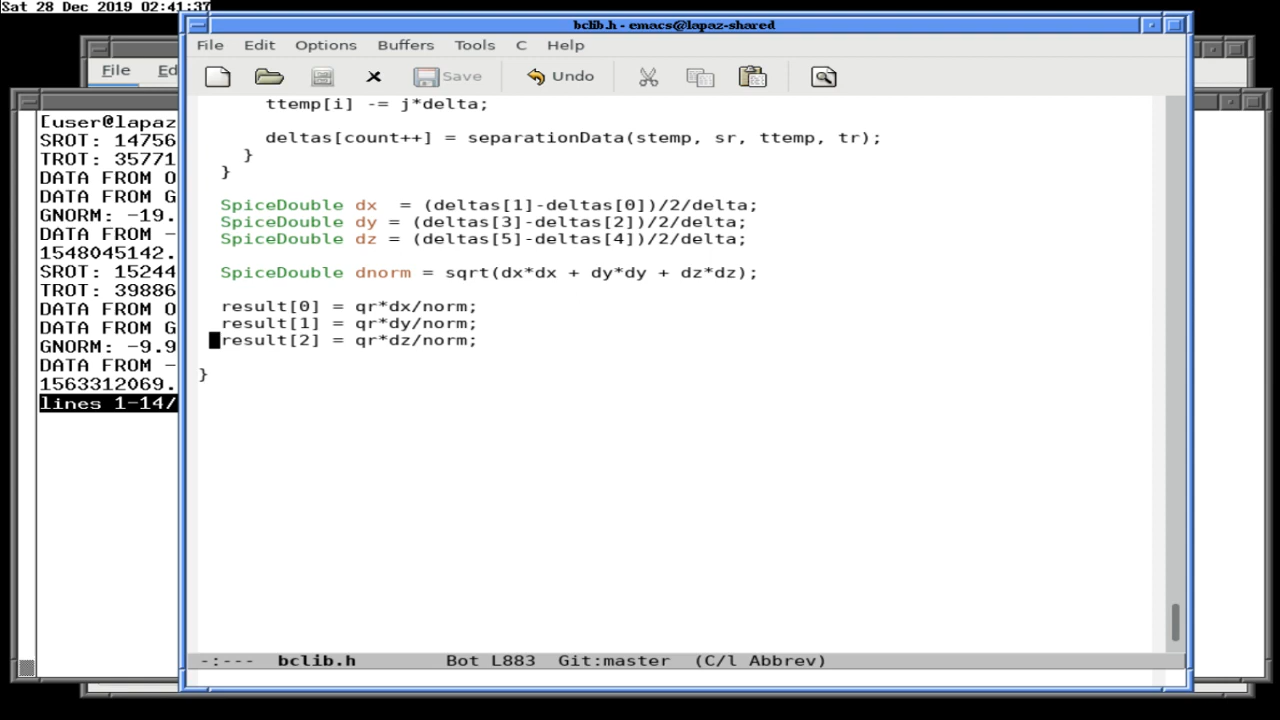 Sat 28 Dec 2019 02:41:37
bclib.h - emacs@lapaz-shared
File Edit Options Buffers Tools C Help
Save Undo
File Ed
[user@lapaz
SROT: 14756
TROT: 35771
DATA FROM O
DATA FROM G
GNORM: -19.
DATA FROM -
1548045142.
SROT: 15244
TROT: 39886
DATA FROM O
DATA FROM G
GNORM: -9.9
DATA FROM -
1563312069.
lines 1-14/
ttemp[i] -= j*delta;
deltas[count++] = separationData(stemp, sr, ttemp, tr);
}
}
SpiceDouble dx  = (deltas[1]-deltas[0])/2/delta;
SpiceDouble dy = (deltas[3]-deltas[2])/2/delta;
SpiceDouble dz = (deltas[5]-deltas[4])/2/delta;
SpiceDouble dnorm = sqrt(dx*dx + dy*dy + dz*dz);
result[0] = qr*dx/norm;
result[1] = qr*dy/norm;
result[2] = qr*dz/norm;
}
-:---  bclib.h        Bot L883  Git:master  (C/l Abbrev)